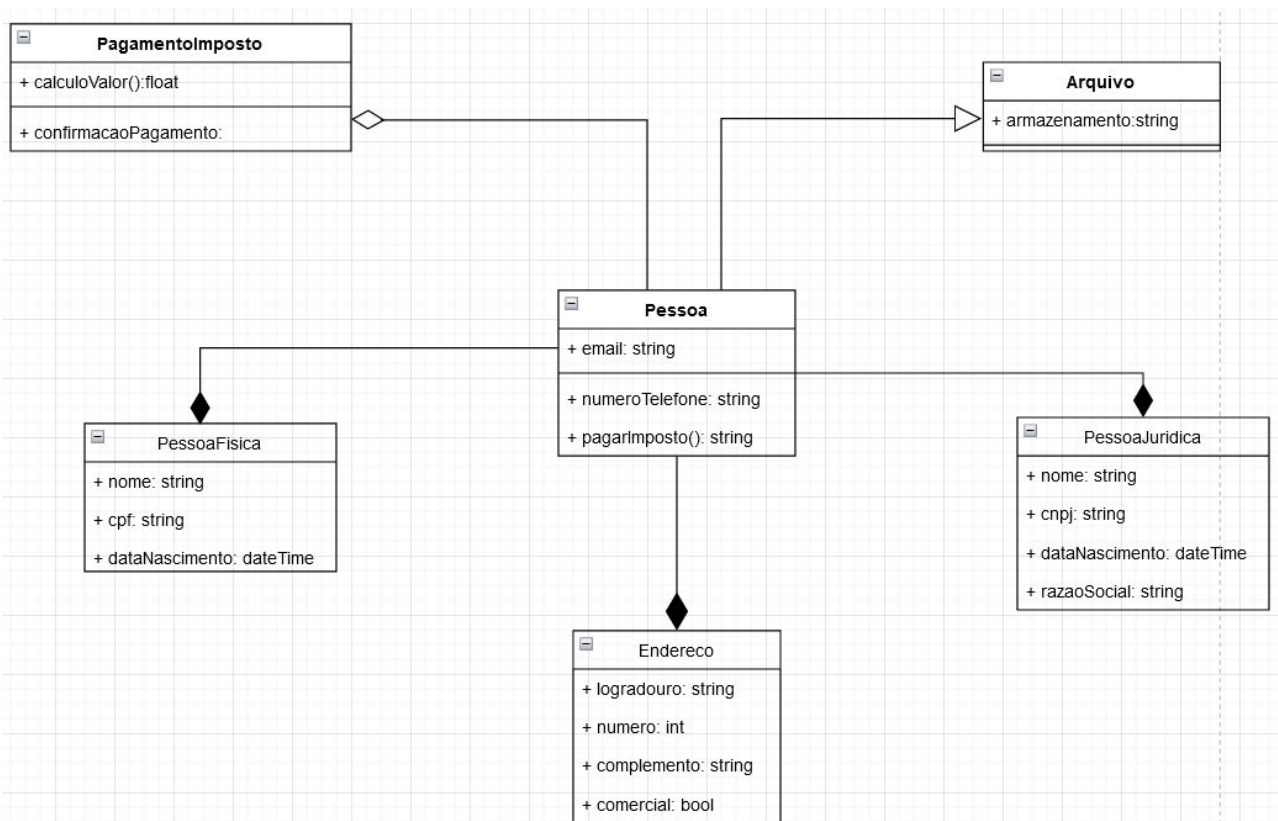 PagamentoImposto
+ calculoValor():float
+ confirmacaoPagamento:
Arquivo
+ armazenamento:string
Pessoa
+ email: string
+ numeroTelefone: string
+ pagarImposto(): string
PessoaFisica
+ nome: string
+ cpf: string
+ dataNascimento: dateTime
PessoaJuridica
+ nome: string
+ cnpj: string
+ dataNascimento: dateTime
+ razaoSocial: string
Endereco
+ logradouro: string
+ numero: int
+ complemento: string
+ comercial: bool